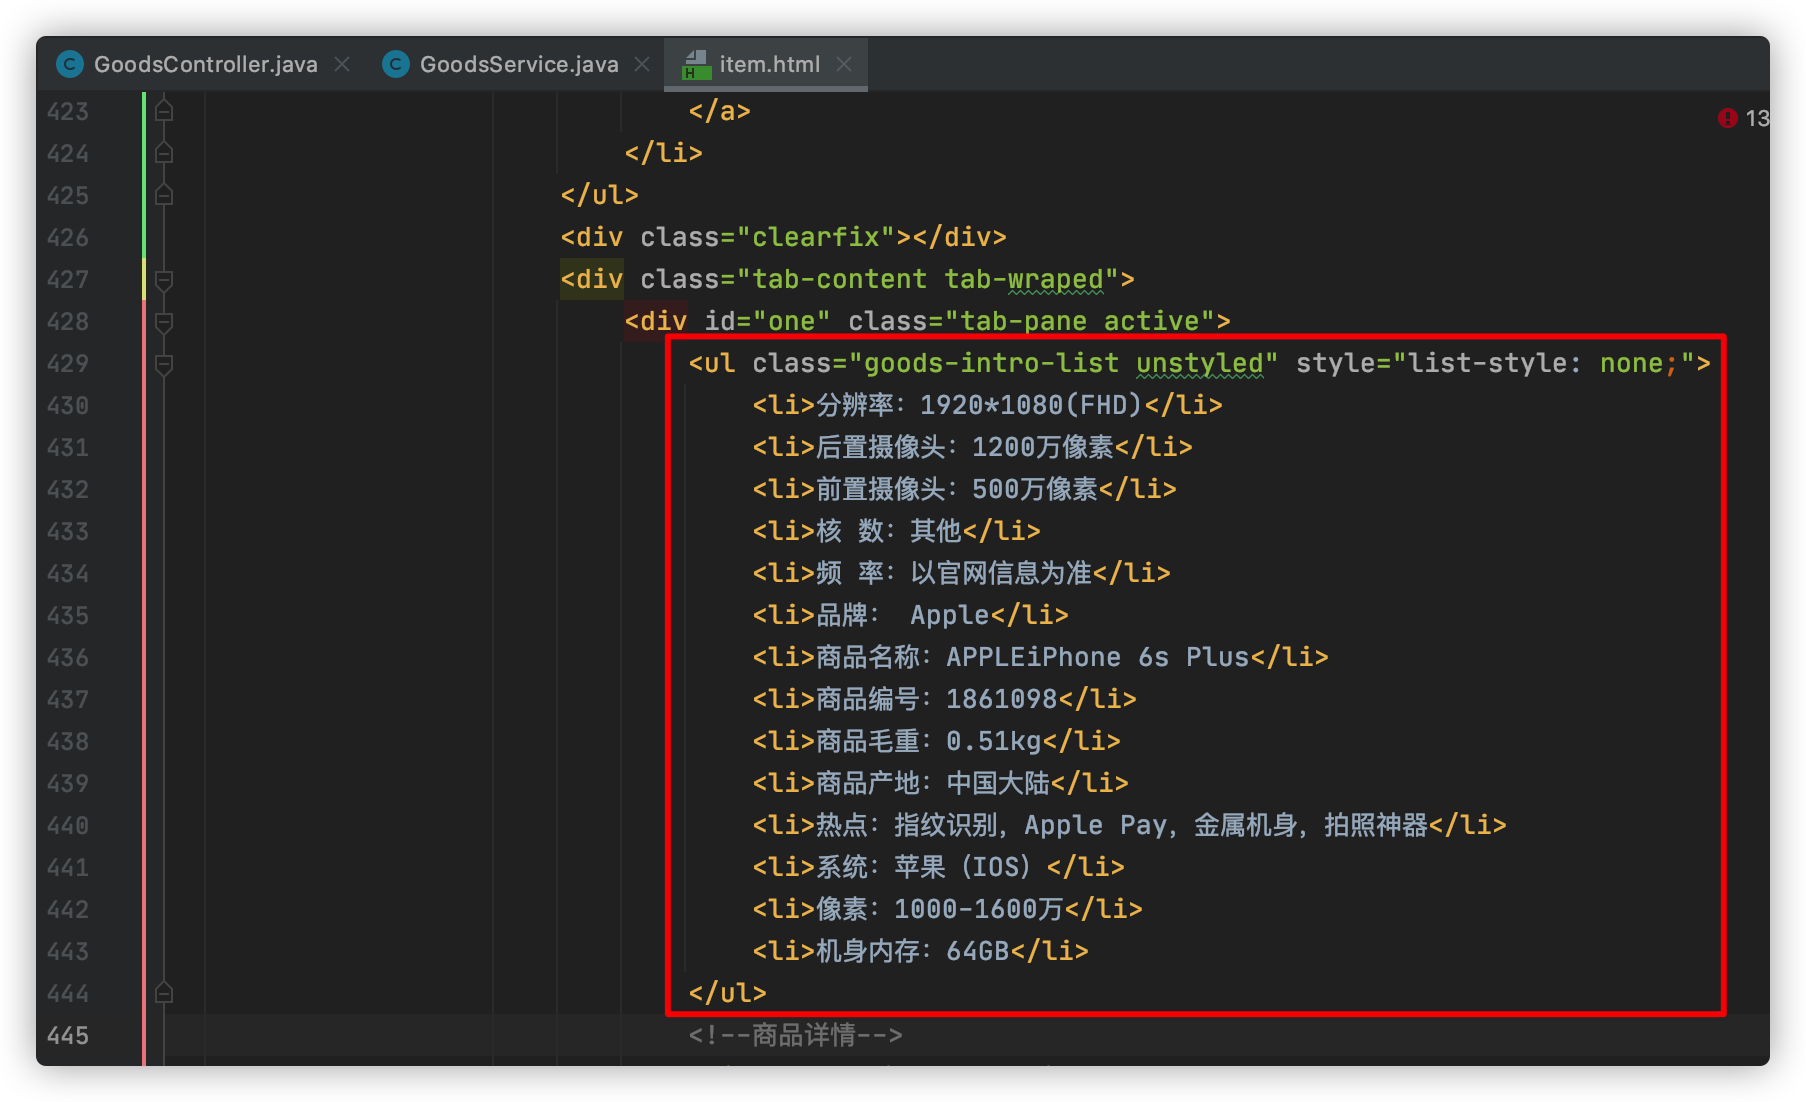 GoodsController.java GoodsService.java item.html
13
423 </a>
424 </li>
425 </ul>
426 <div class="clearfix"></div>
427 <div class="tab-content tab-wraped">
428 <div id="one" class="tab-pane active">
429 <ul class="goods-intro-list unstyled" style="list-style: none;">
430 <li>分辨率：1920*1080(FHD)</li>
431 <li>后置摄像头：1200万像素</li>
432 <li>前置摄像头：500万像素</li>
433 <li>核 数：其他</li>
434 <li>频 率：以官网信息为准</li>
435 <li>品牌： Apple</li>
436 <li>商品名称：APPLEiPhone 6s Plus</li>
437 <li>商品编号：1861098</li>
438 <li>商品毛重：0.51kg</li>
439 <li>商品产地：中国大陆</li>
440 <li>热点：指纹识别，Apple Pay，金属机身，拍照神器</li>
441 <li>系统：苹果（IOS）</li>
442 <li>像素：1000-1600万</li>
443 <li>机身内存：64GB</li>
444 </ul>
445 <!--商品详情-->